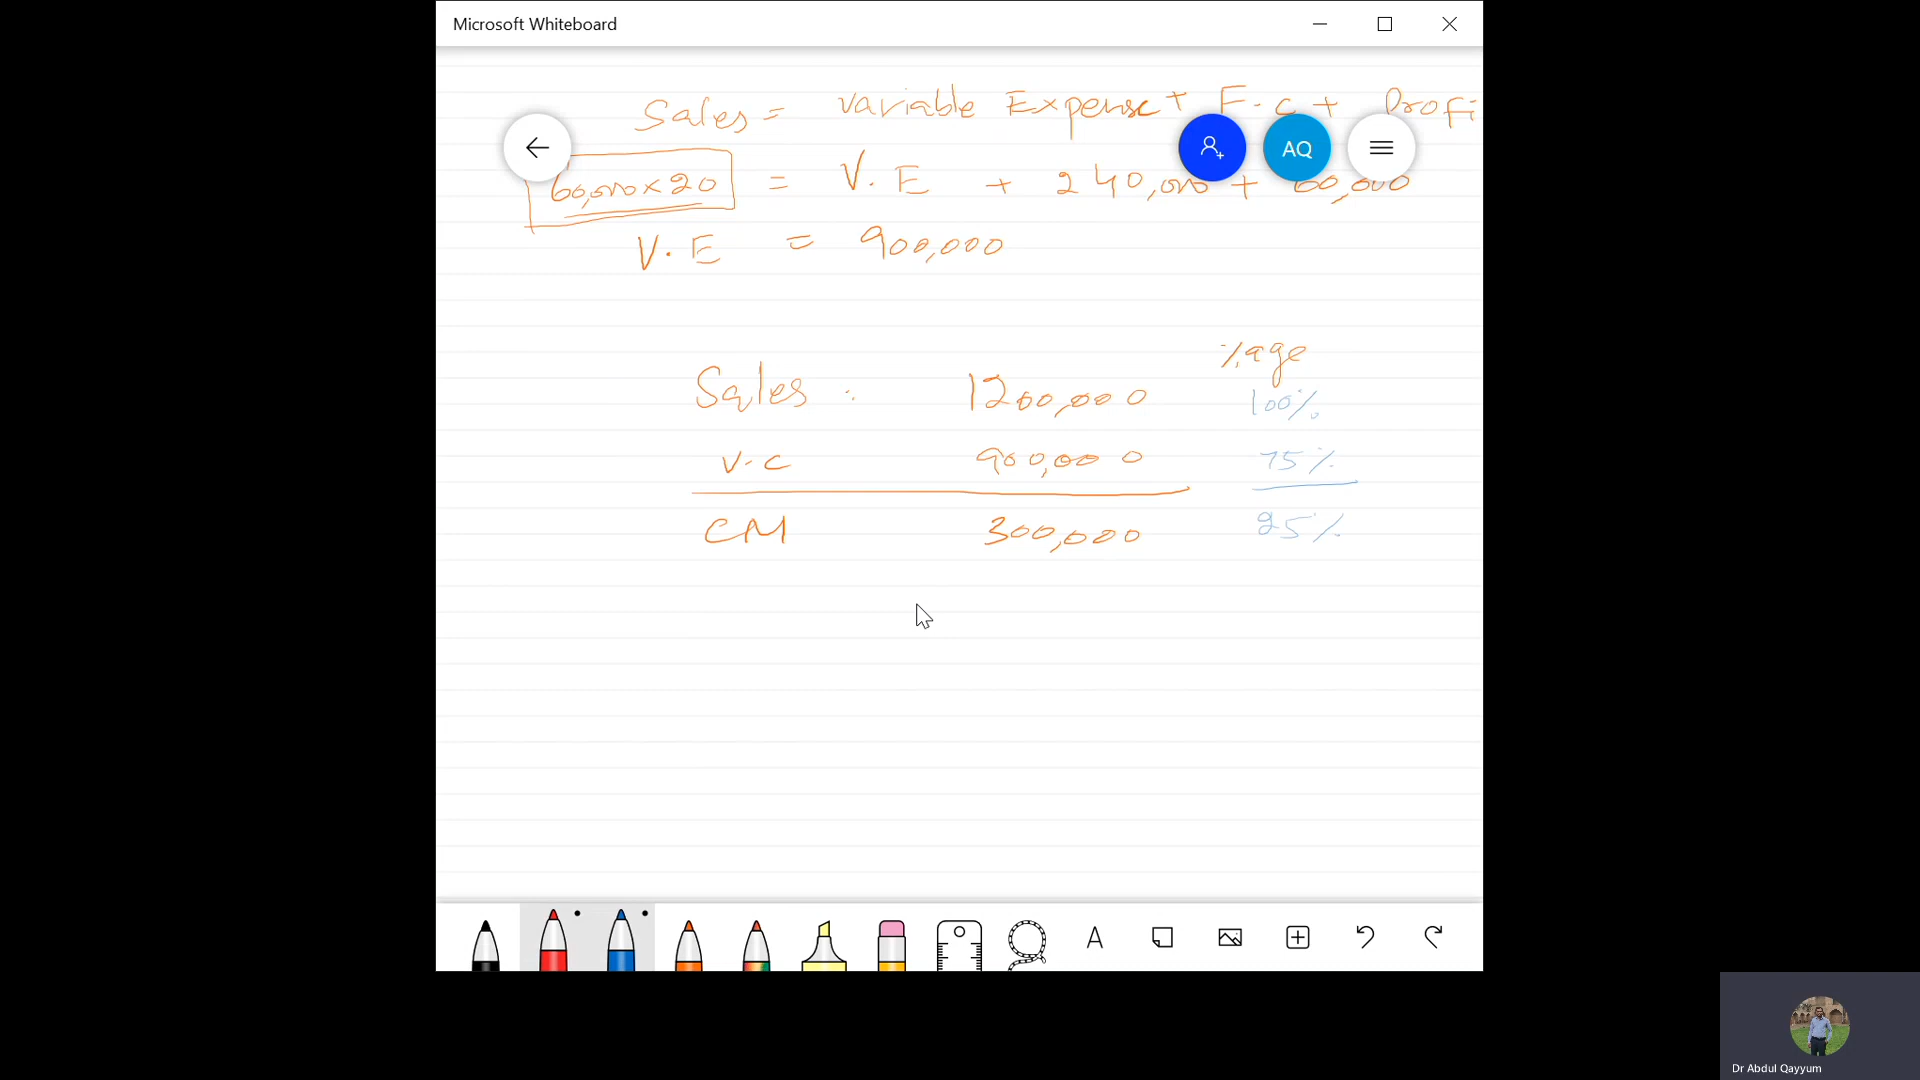 Microsoft Whiteboard
Sales = variable Expense + F.C + Profi
60,000 x 20 = V.E + 240,000 + 60,000
V.E = 900,000
%age
Sales : 1200,000 100%
V.C 900,000 75%
CM 300,000 25%
AQ
Dr Abdul Qayyum